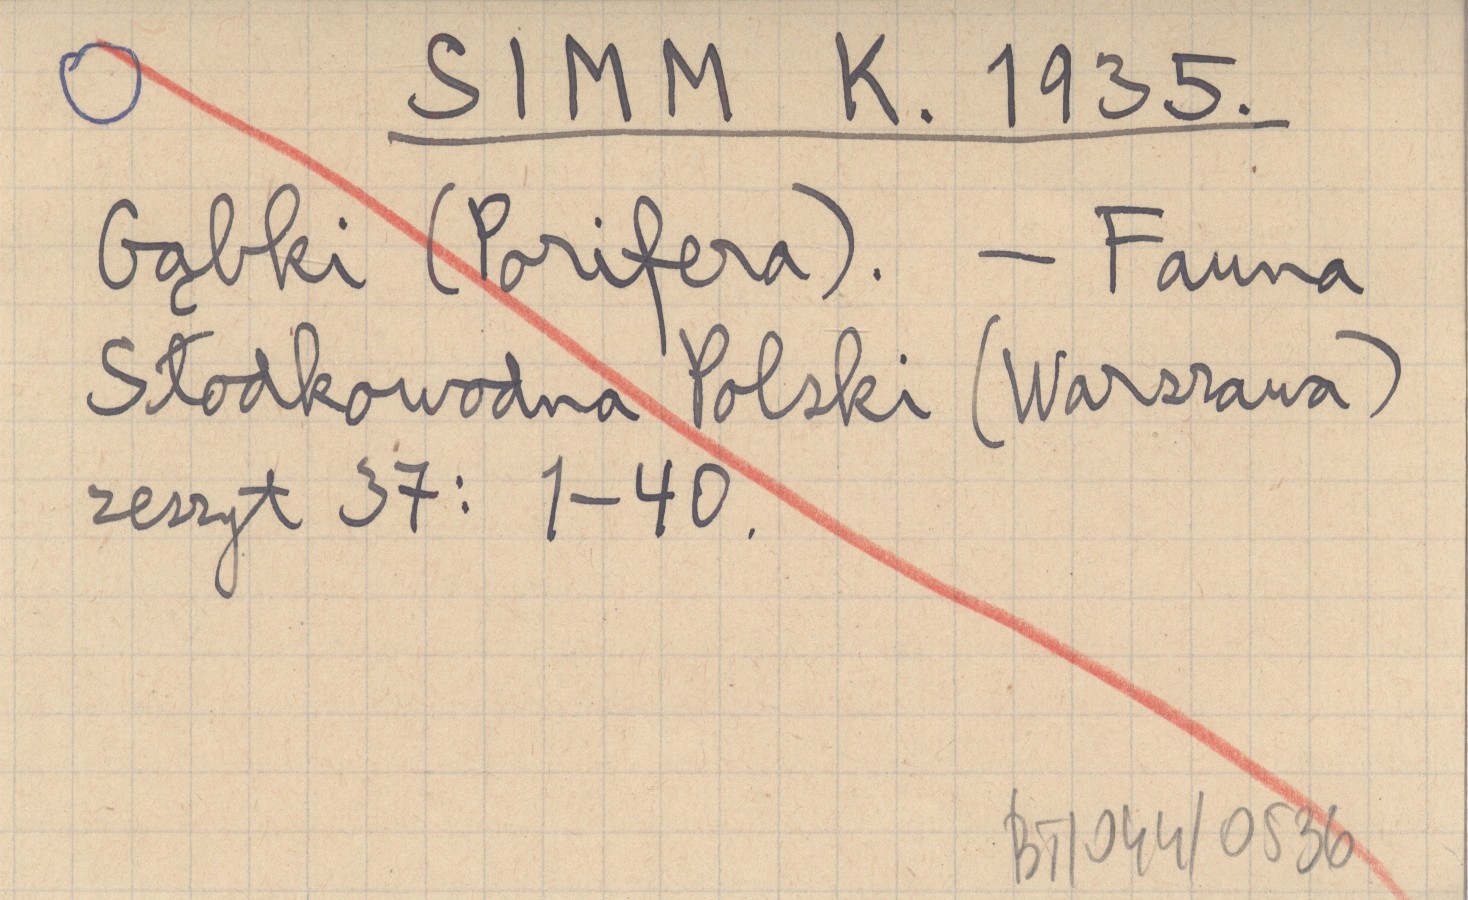 SIMM K. 1935.
Gąbki (Porifera). – Fauna
Słodkowodna Polski (Warszawa)
zeszyt 37: 1–40.
BT/044/0536